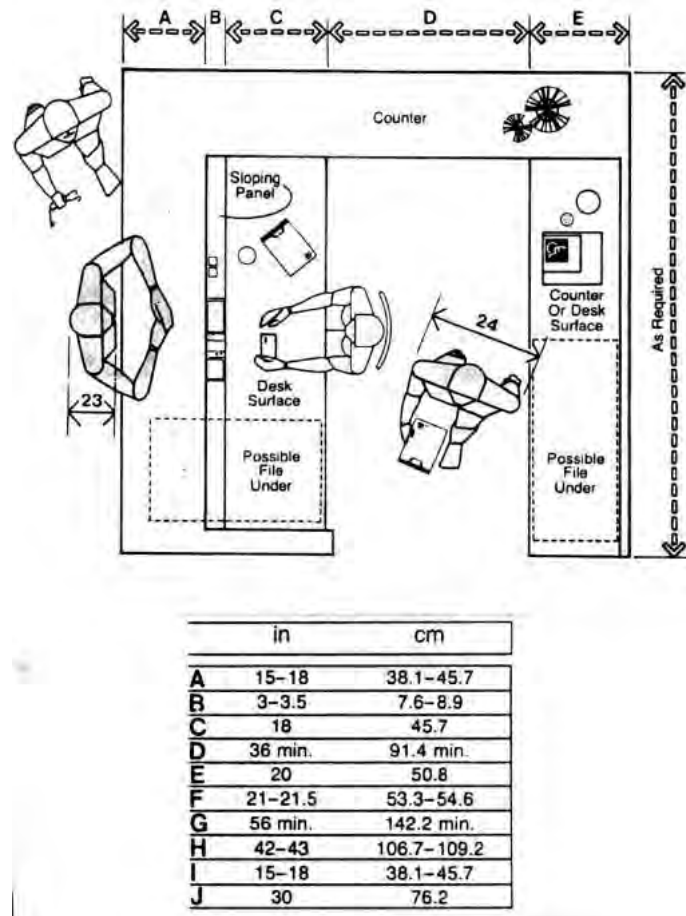 A B C D E
Counter
Sloping
Panel
As Required
Counter
Or Desk
Surface
24
23
Desk
Surface
Possible
File
Under
Possible
File
Under
in cm
A 15–18 38.1–45.7
B 3–3.5 7.6–8.9
C 18 45.7
D 36 min. 91.4 min.
E 20 50.8
F 21–21.5 53.3–54.6
G 56 min. 142.2 min.
H 42–43 106.7–109.2
I 15–18 38.1–45.7
J 30 76.2